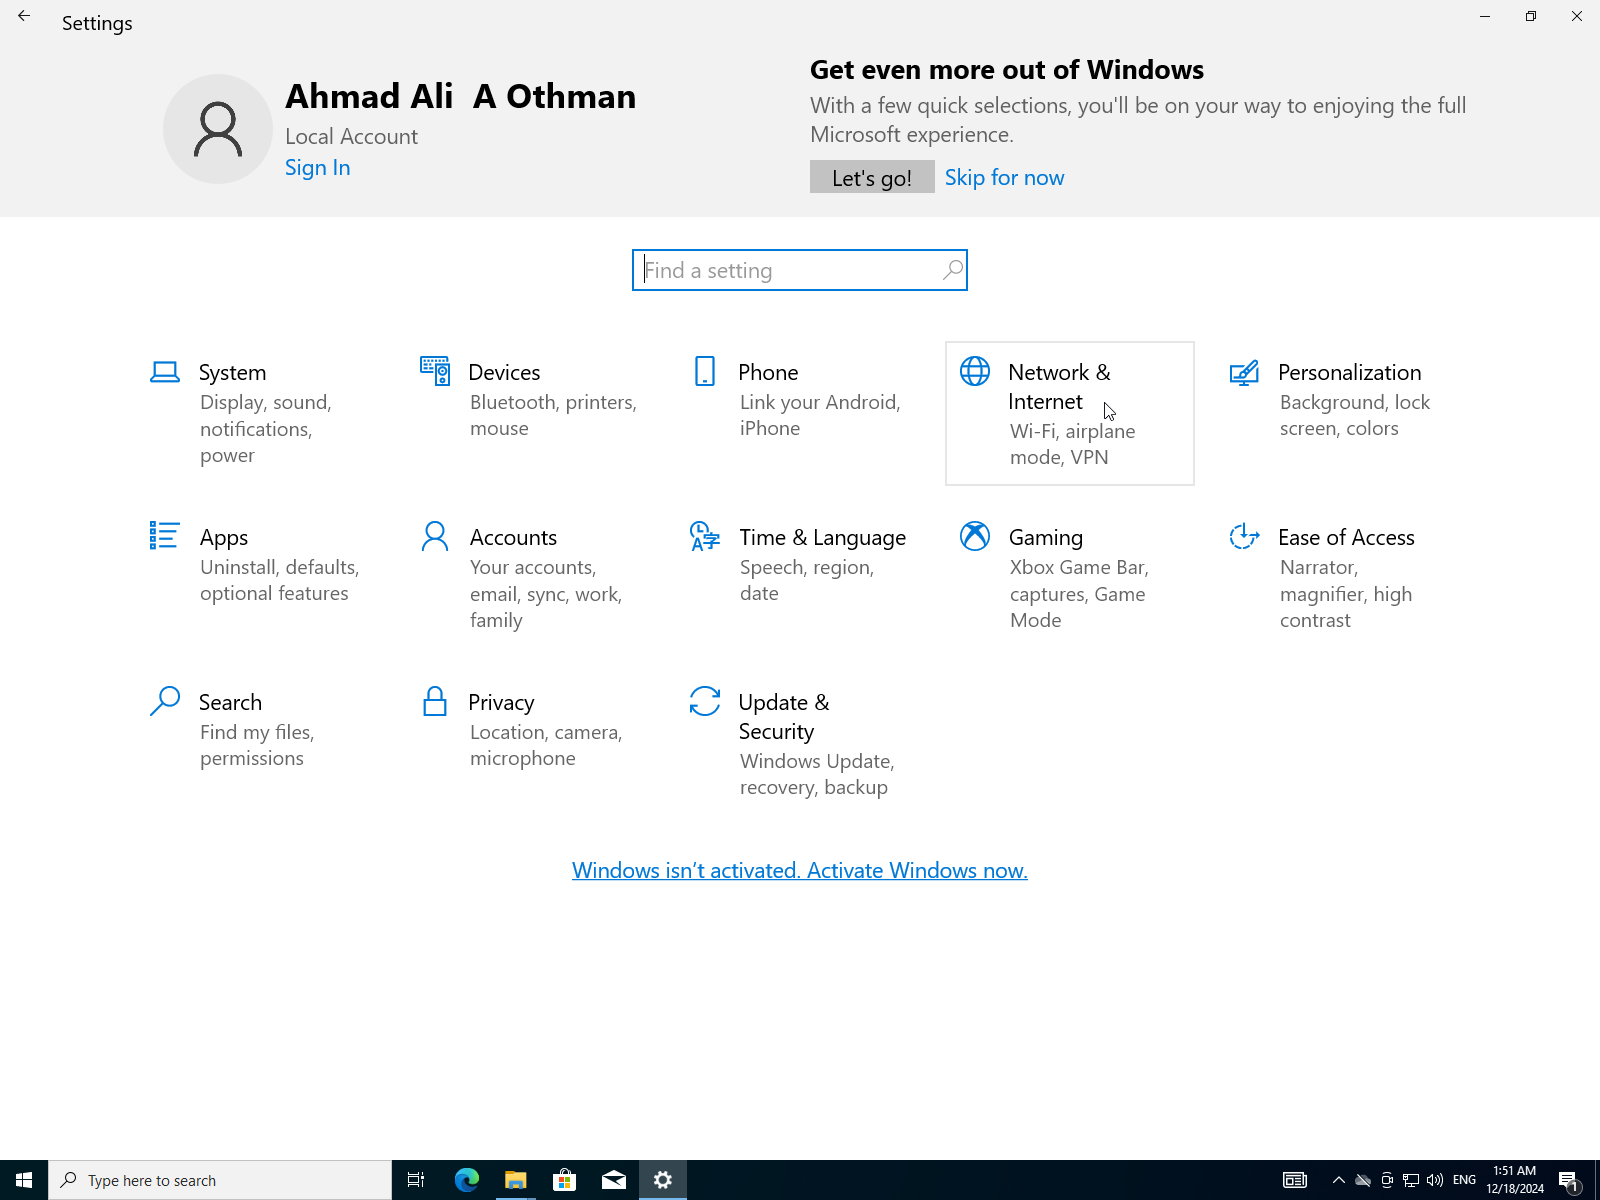 Settings
Ahmad Ali  A Othman
Local Account
Sign In
Get even more out of Windows
With a few quick selections, you'll be on your way to enjoying the full
Microsoft experience.
Let's go!
Skip for now
Find a setting
System
Display, sound,
notifications,
power
Devices
Bluetooth, printers,
mouse
Phone
Link your Android,
iPhone
Network &
Internet
Wi-Fi, airplane
mode, VPN
Personalization
Background, lock
screen, colors
Apps
Uninstall, defaults,
optional features
Accounts
Your accounts,
email, sync, work,
family
Time & Language
Speech, region,
date
Gaming
Xbox Game Bar,
captures, Game
Mode
Ease of Access
Narrator,
magnifier, high
contrast
Search
Find my files,
permissions
Privacy
Location, camera,
microphone
Update &
Security
Windows Update,
recovery, backup
Windows isn't activated. Activate Windows now.
Type here to search
ENG
1:51 AM
12/18/2024
1